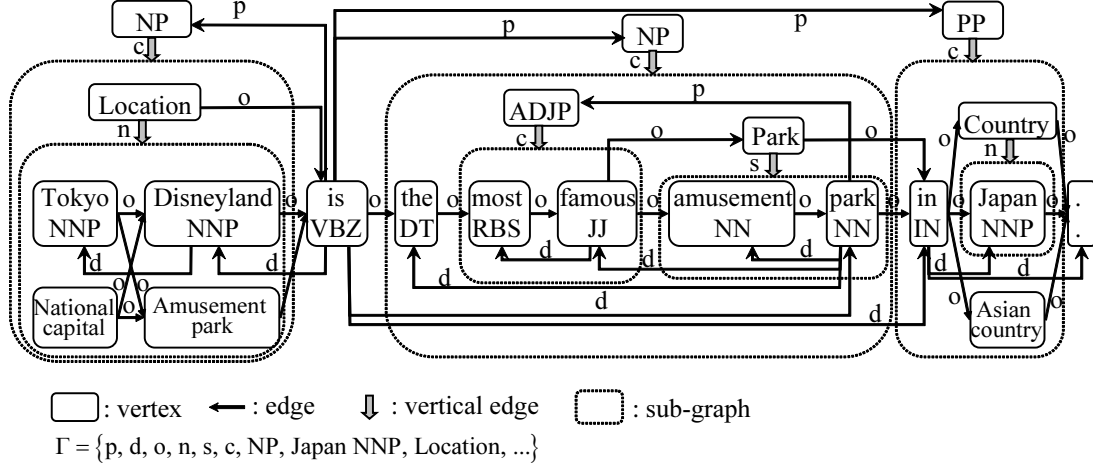 p
NP
c
p
NP
c
p
PP
c
Location
o
n
ADJP
c
p
o
Park
s
o
Country
o
o
n
Tokyo
NNP
o
Disneyland
NNP
o
is
VBZ
o
the
DT
o
most
RBS
o
famous
JJ
o
amusement
NN
o
park
NN
o
in
IN
o
Japan
NNP
o
.
.
d
d
d
d
d
d
d
o
o
National
capital
o
Amusement
park
d
d
o
Asian
country
o
: vertex
: edge
: vertical edge
: sub-graph
Γ = {p, d, o, n, s, c, NP, Japan NNP, Location, ...}